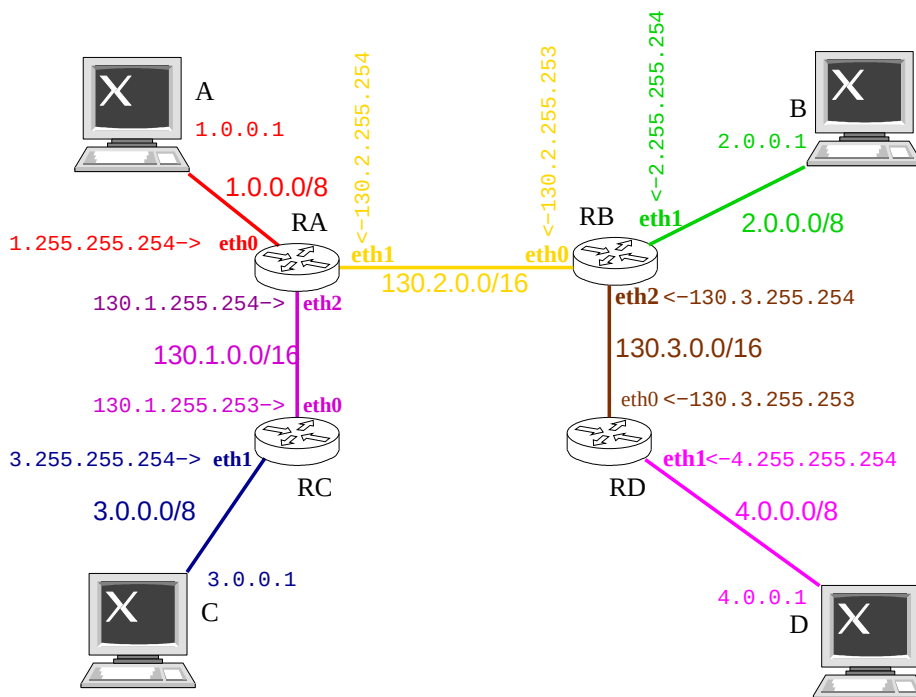 <-130.2.255.254
<-130.2.255.253
<-2.255.255.254
A
1.0.0.1
B
2.0.0.1
1.0.0.0/8
2.0.0.0/8
RA
RB
1.255.255.254->
eth0
eth1
eth0
eth1
130.2.0.0/16
130.1.255.254->
eth2
eth2
<-130.3.255.254
130.1.0.0/16
130.3.0.0/16
130.1.255.253->
eth0
eth0
<-130.3.255.253
3.255.255.254->
eth1
eth1
<-4.255.255.254
RC
RD
3.0.0.0/8
4.0.0.0/8
3.0.0.1
C
4.0.0.1
D
X
X
X
X